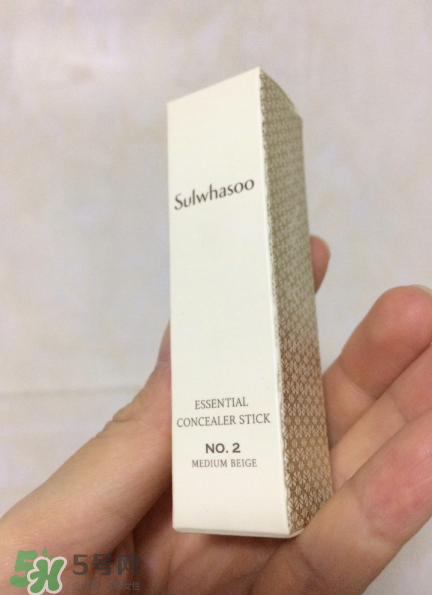 Sulwhasoo
ESSENTIAL
CONCEALER STICK
NO. 2
MEDIUM BEIGE
5号网